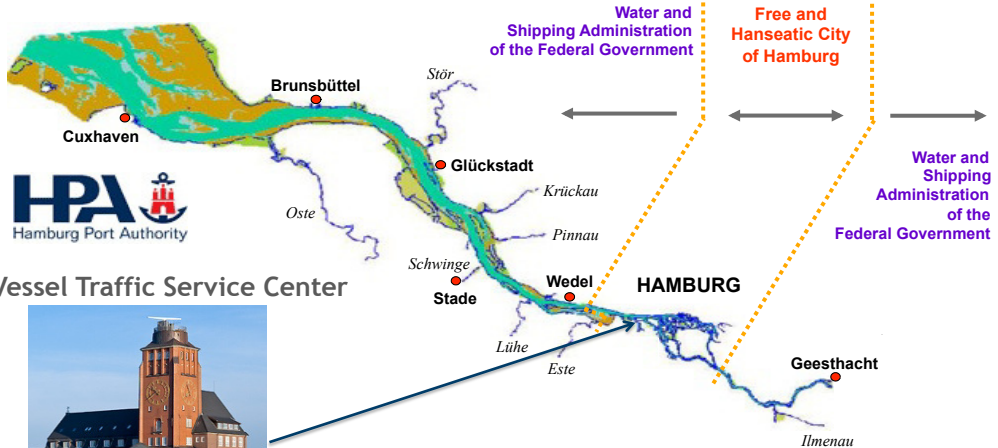 Water and
Shipping Administration
of the Federal Government
Free and
Hanseatic City
of Hamburg
Stör
Brunsbüttel
Cuxhaven
Glückstadt
Water and
Shipping
Administration
of the
Federal Government
HPA
Hamburg Port Authority
Krückau
Oste
Pinnau
Schwinge
Stade
Wedel
HAMBURG
Vessel Traffic Service Center
Lühe
Este
Geesthacht
Ilmenau